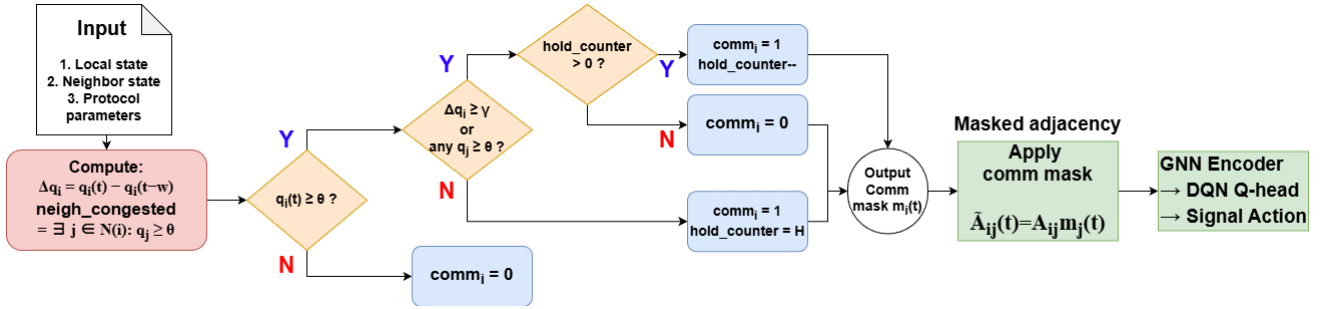 Input
1. Local state
2. Neighbor state
3. Protocol
parameters
Compute:
Δqᵢ = qᵢ(t) − qᵢ(t−w)
neigh_congested
= ∃ j ∈ N(i): qⱼ ≥ θ
qᵢ(t) ≥ θ ?
Y
N
commᵢ = 0
Δqᵢ ≥ γ
or
any qⱼ ≥ θ ?
Y
N
hold_counter
> 0 ?
Y
N
commᵢ = 1
hold_counter--
commᵢ = 0
commᵢ = 1
hold_counter = H
Output
Comm
mask mᵢ(t)
Masked adjacency
Apply
comm mask
Ãᵢⱼ(t)=Aᵢⱼmⱼ(t)
GNN Encoder
→ DQN Q-head
→ Signal Action